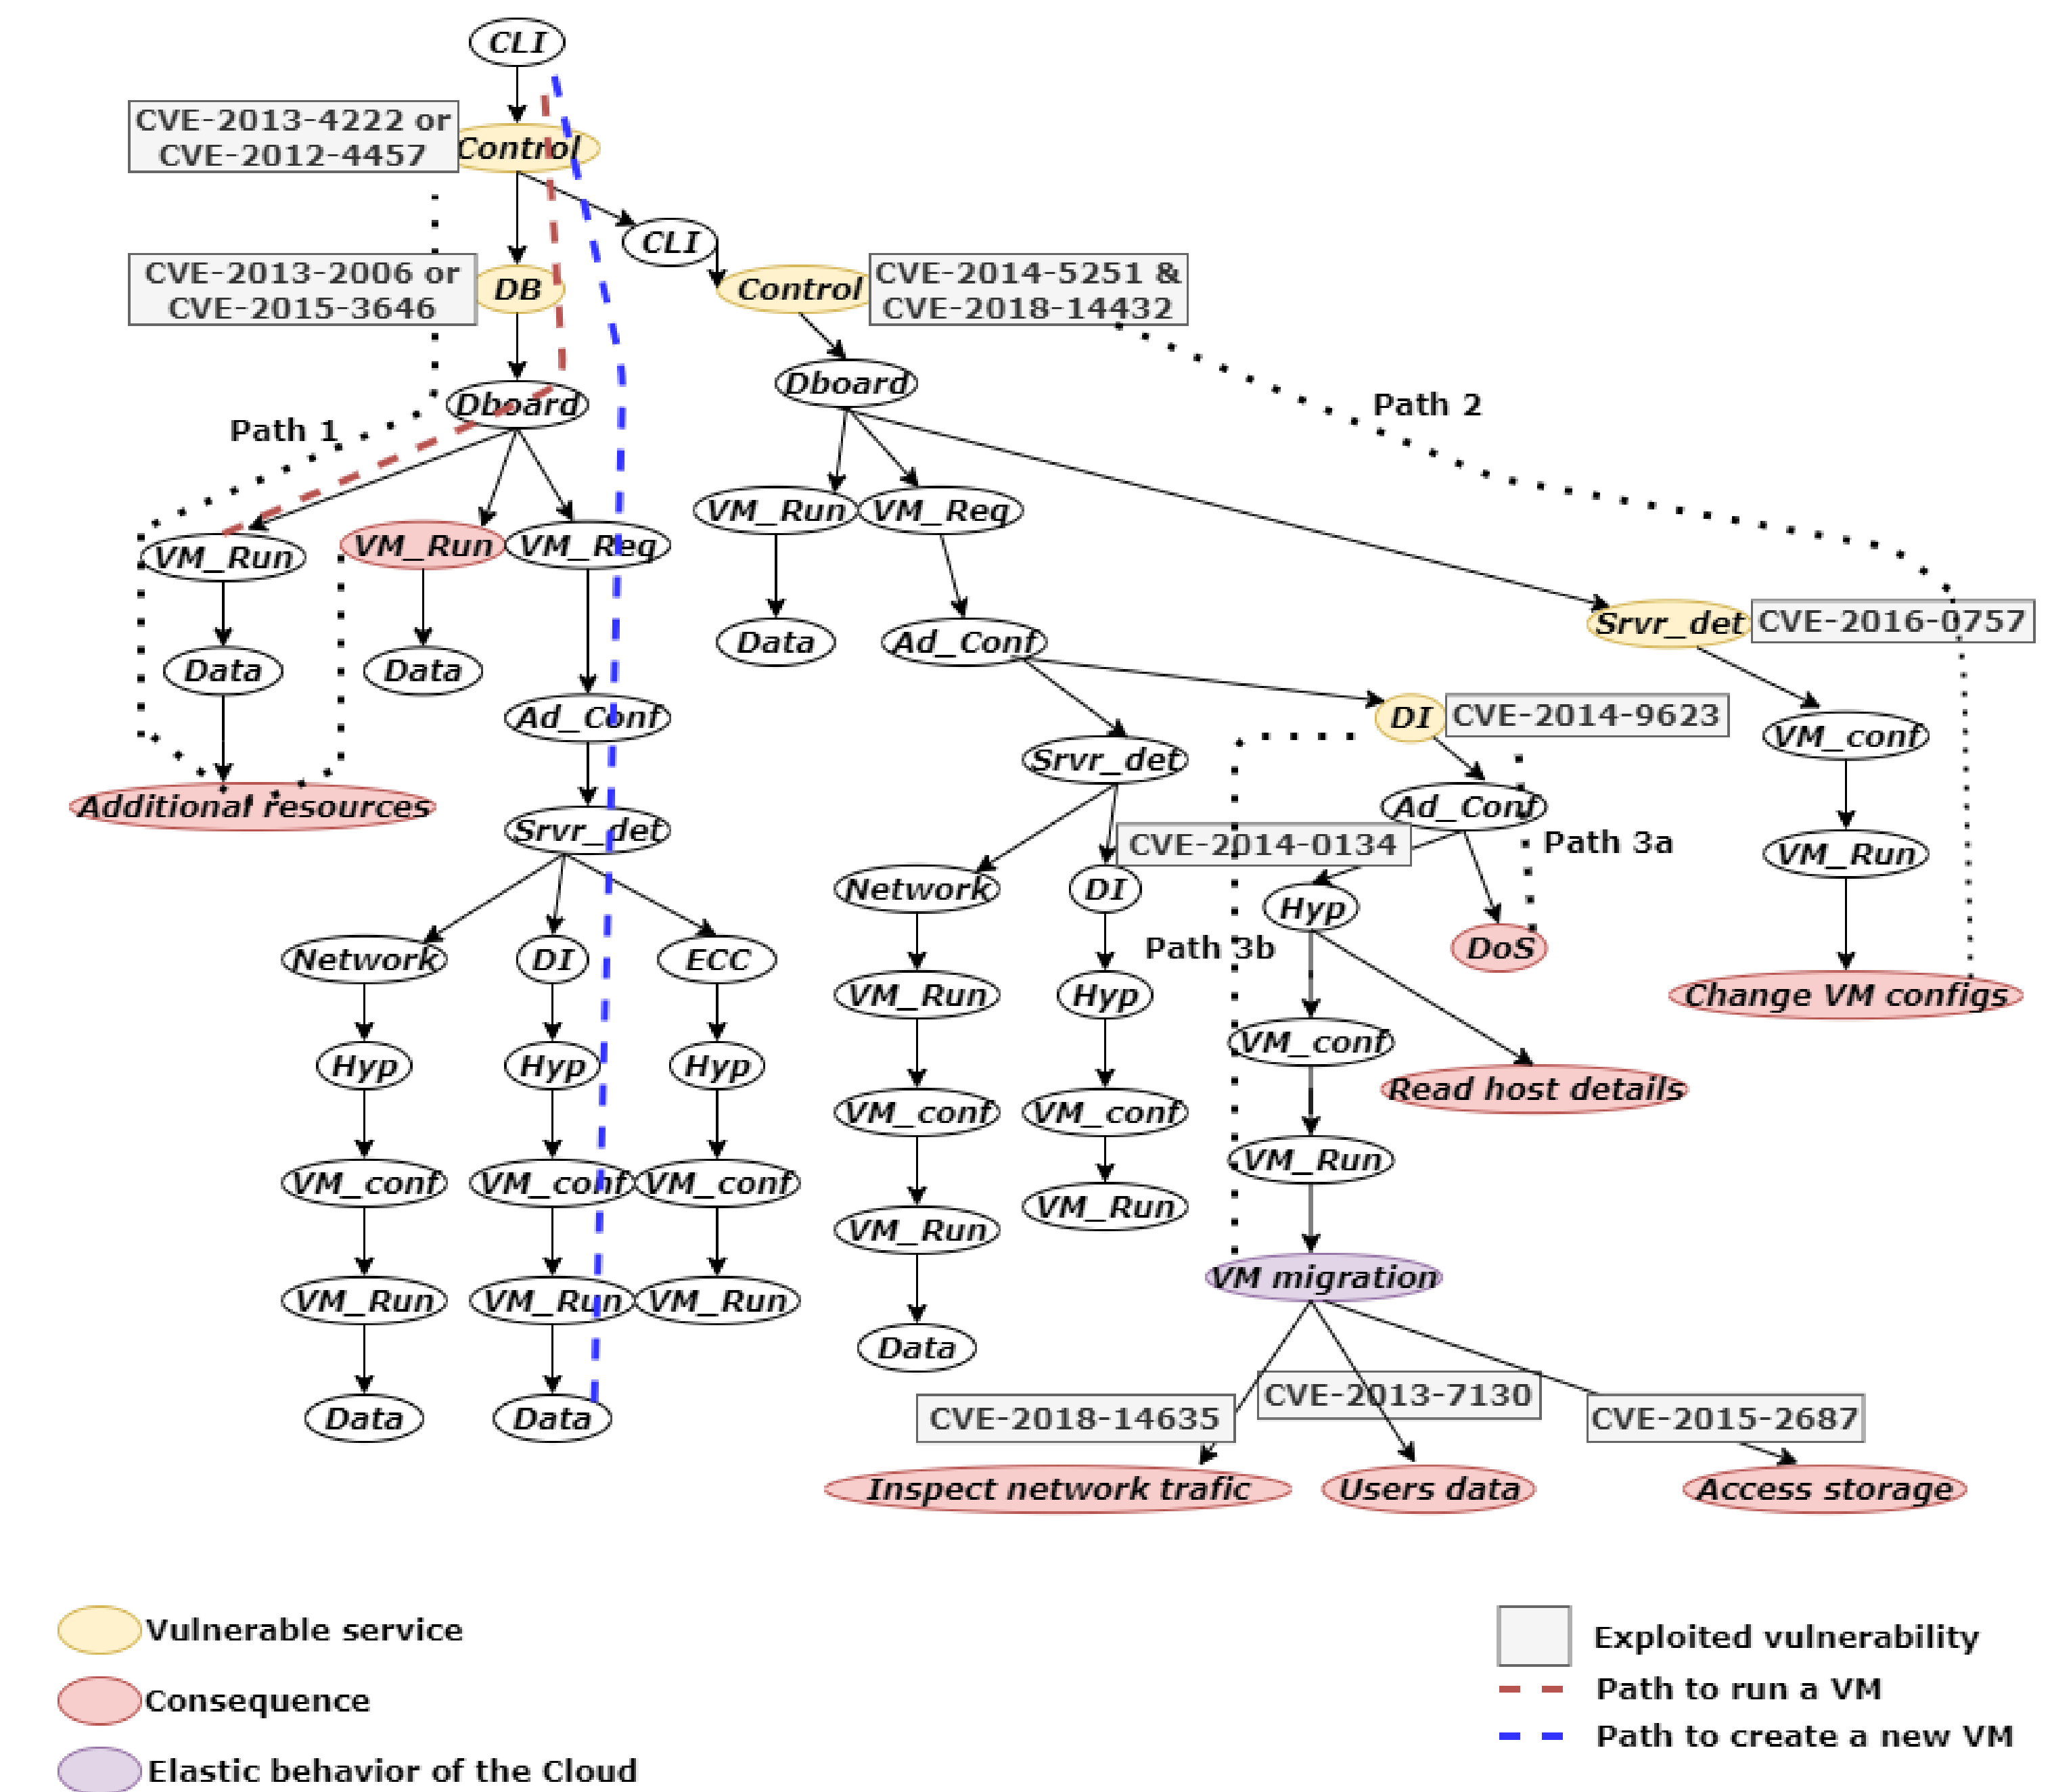 CLI
CVE-2013-4222 or
CVE-2012-4457
Control
CLI
CVE-2013-2006 or
CVE-2015-3646
DB
Control
CVE-2014-5251 &
CVE-2018-14432
Dboard
Dboard
Path 1
Path 2
VM_Run
VM_Run
VM_Req
VM_Run
VM_Req
Data
Data
Data
Ad_Conf
Srvr_det
CVE-2016-0757
Ad_Conf
DI
CVE-2014-9623
VM_conf
Srvr_det
Additional resources
Ad_Conf
Srvr_det
CVE-2014-0134
Path 3a
VM_Run
Network
DI
Hyp
Path 3b
DoS
Network
DI
ECC
VM_Run
Hyp
Change VM configs
Hyp
Hyp
Hyp
VM_conf
Read host details
VM_conf
VM_conf
VM_Run
VM_conf
VM_conf
VM_conf
VM_Run
VM_Run
VM_migration
VM_Run
VM_Run
VM_Run
Data
Data
Data
CVE-2018-14635
CVE-2013-7130
CVE-2015-2687
Inspect network trafic
Users data
Access storage
Vulnerable service
Consequence
Elastic behavior of the Cloud
Exploited vulnerability
Path to run a VM
Path to create a new VM